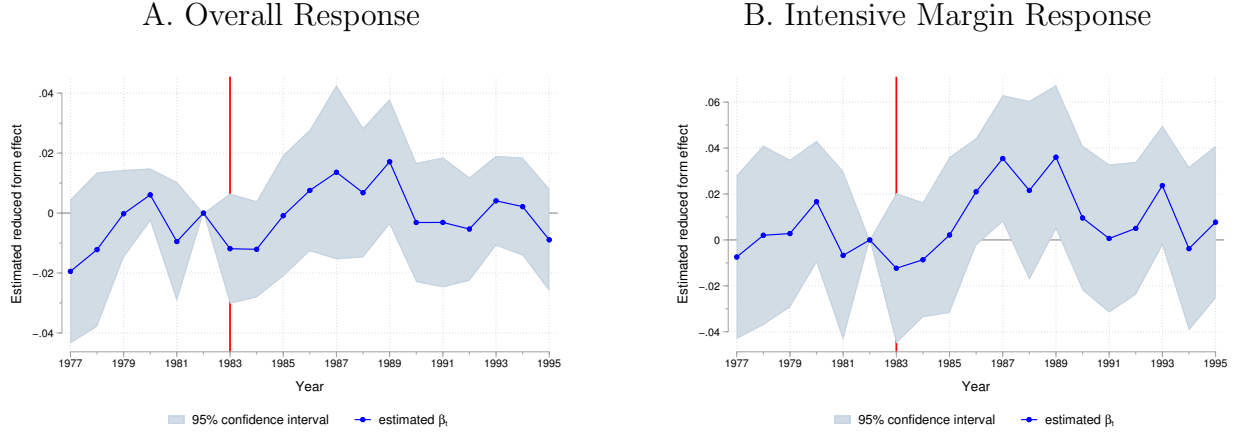 A. Overall Response
Estimated reduced form effect
.04
.02
0
−.02
−.04
1977 1979 1981 1983 1985 1987 1989 1991 1993 1995
Year
95% confidence interval estimated βt
B. Intensive Margin Response
Estimated reduced form effect
.06
.04
.02
0
−.02
−.04
1977 1979 1981 1983 1985 1987 1989 1991 1993 1995
Year
95% confidence interval estimated βt